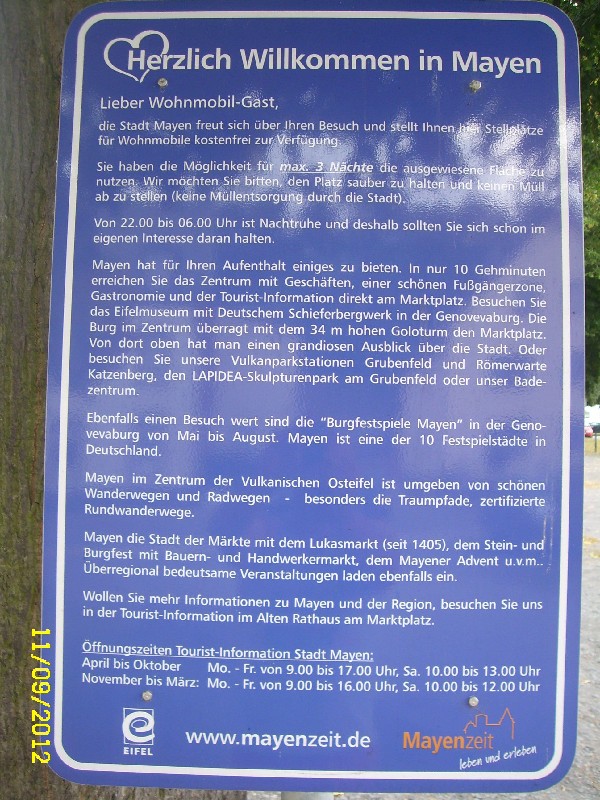 Herzlich Willkommen in Mayen
Lieber Wohnmobil-Gast,
die Stadt Mayen freut sich über Ihren Besuch und stellt Ihnen hier Stellplätze
für Wohnmobile kostenfrei zur Verfügung.
Sie haben die Möglichkeit für max. 3 Nächte die ausgewiesene Fläche zu
nutzen. Wir möchten Sie bitten, den Platz sauber zu halten und keinen Müll
ab zu stellen (keine Müllentsorgung durch die Stadt).
Von 22.00 bis 06.00 Uhr ist Nachtruhe und deshalb sollten Sie sich schon im
eigenen Interesse daran halten.
Mayen hat für Ihren Aufenthalt einiges zu bieten. In nur 10 Gehminuten
erreichen Sie das Zentrum mit Geschäften, einer schönen Fußgängerzone,
Gastronomie und der Tourist-Information direkt am Marktplatz. Besuchen Sie
das Eifelmuseum mit Deutschem Schieferbergwerk in der Genovevaburg. Die
Burg im Zentrum überragt mit dem 34 m hohen Goloturm den Marktplatz.
Von dort oben hat man einen grandiosen Ausblick über die Stadt. Oder
besuchen Sie unsere Vulkanparkstationen Grubenfeld und Römerwarte
Katzenberg, den LAPIDEA-Skulpturenpark am Grubenfeld oder unser Bade-
zentrum.
Ebenfalls einen Besuch wert sind die "Burgfestspiele Mayen" in der Geno-
vevaburg von Mai bis August. Mayen ist eine der 10 Festspielstädte in
Deutschland.
Mayen im Zentrum der Vulkanischen Osteifel ist umgeben von schönen
Wanderwegen und Radwegen - besonders die Traumpfade, zertifizierte
Rundwanderwege.
Mayen die Stadt der Märkte mit dem Lukasmarkt (seit 1405), dem Stein- und
Burgfest mit Bauern- und Handwerkermarkt, dem Mayener Advent u.v.m..
Überregional bedeutsame Veranstaltungen laden ebenfalls ein.
Wollen Sie mehr Informationen zu Mayen und der Region, besuchen Sie uns
in der Tourist-Information im Alten Rathaus am Marktplatz.
Öffnungszeiten Tourist-Information Stadt Mayen:
April bis Oktober Mo. - Fr. von 9.00 bis 17.00 Uhr, Sa. 10.00 bis 13.00 Uhr
November bis März: Mo. - Fr. von 9.00 bis 16.00 Uhr, Sa. 10.00 bis 12.00 Uhr
EIFEL
www.mayenzeit.de
Mayenzeit
leben und erleben
11/09/2012